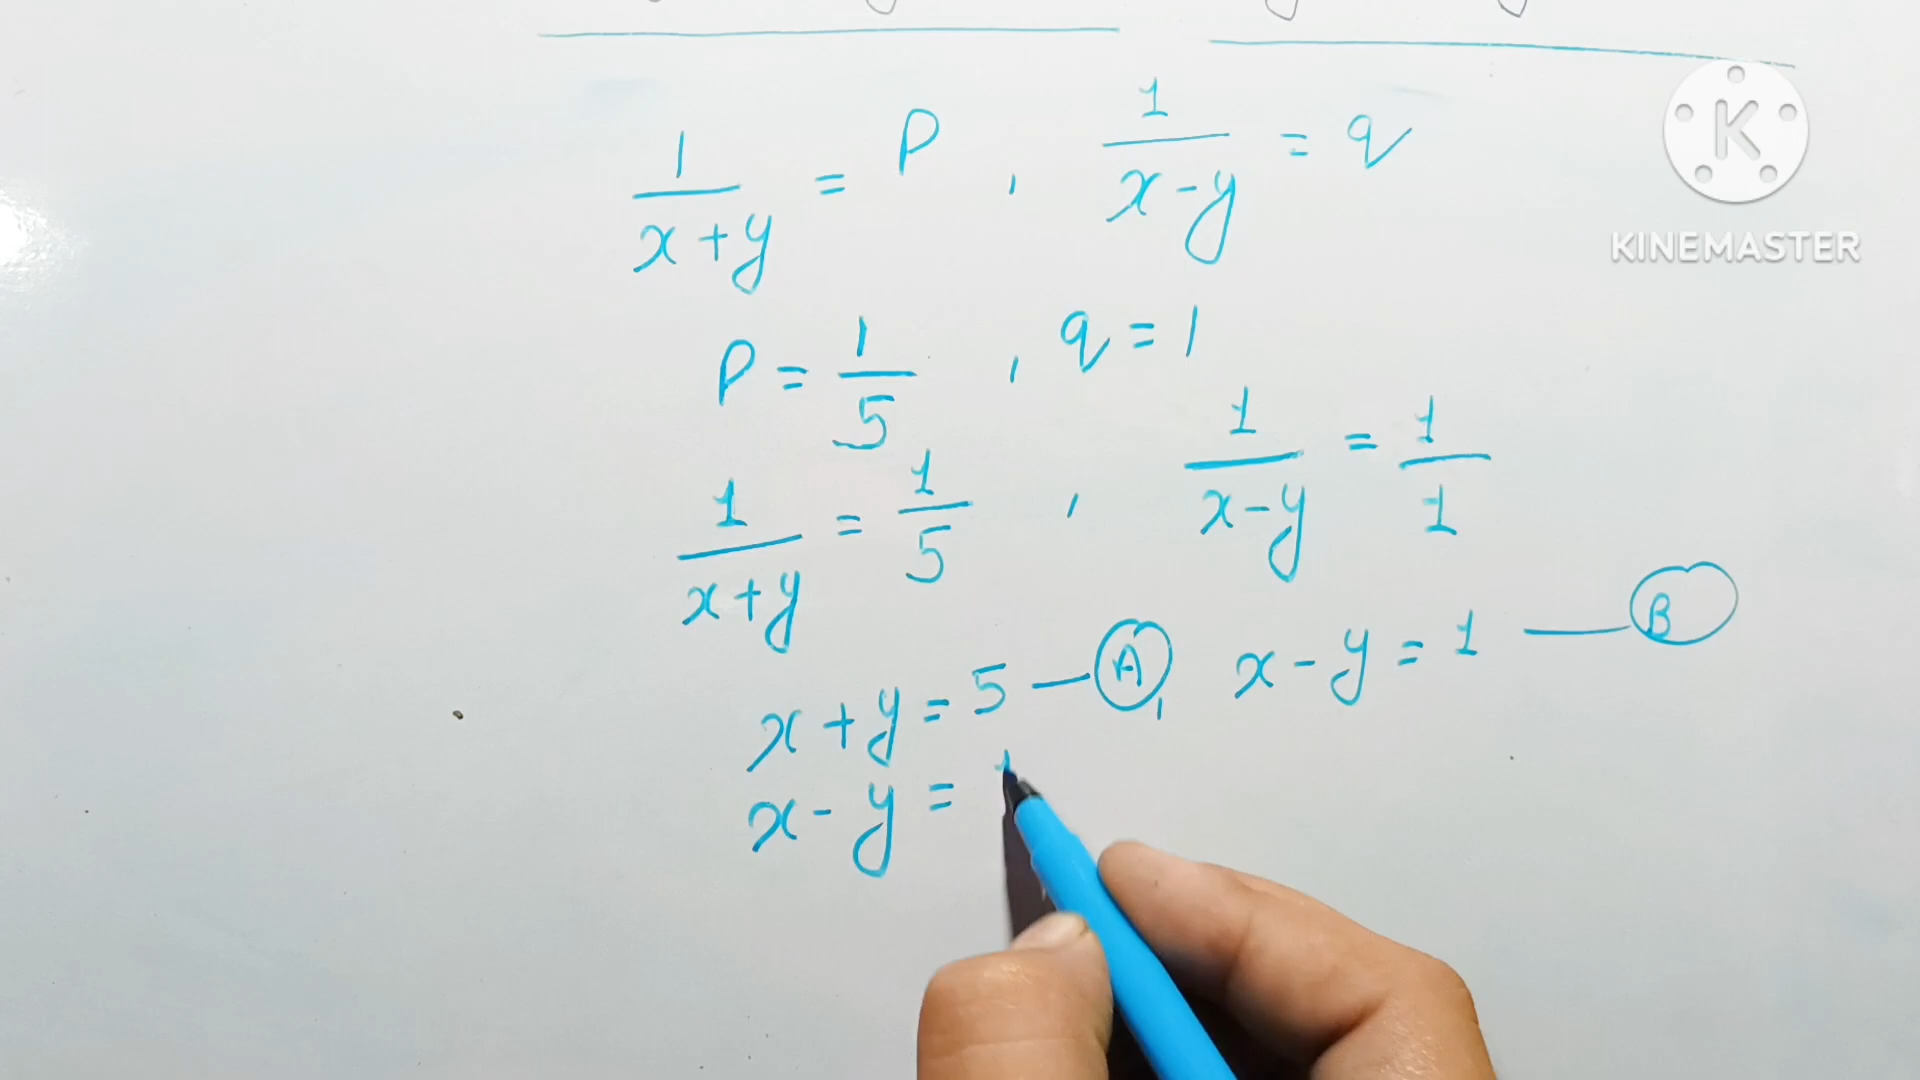 1/(x+y) = P , 1/(x-y) = q
P = 1/5 , q = 1
1/(x+y) = 1/5 , 1/(x-y) = 1/1
x+y = 5 — A , x-y = 1 — B
x-y = 1
K
KINEMASTER